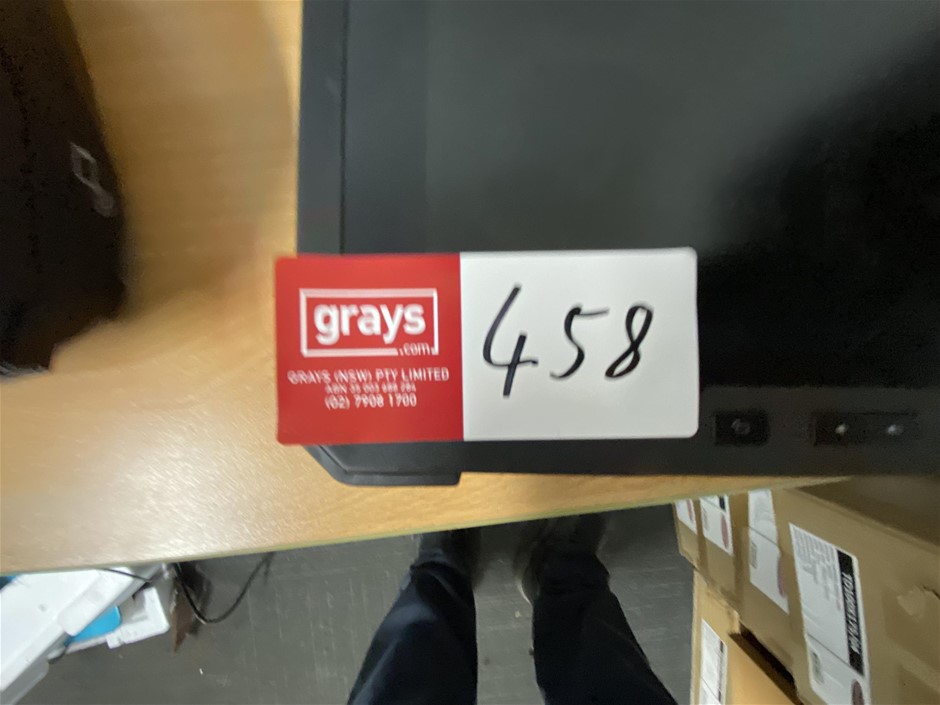 grays
.com
GRAYS (NSW) PTY LIMITED
(02) 7908 1700
458